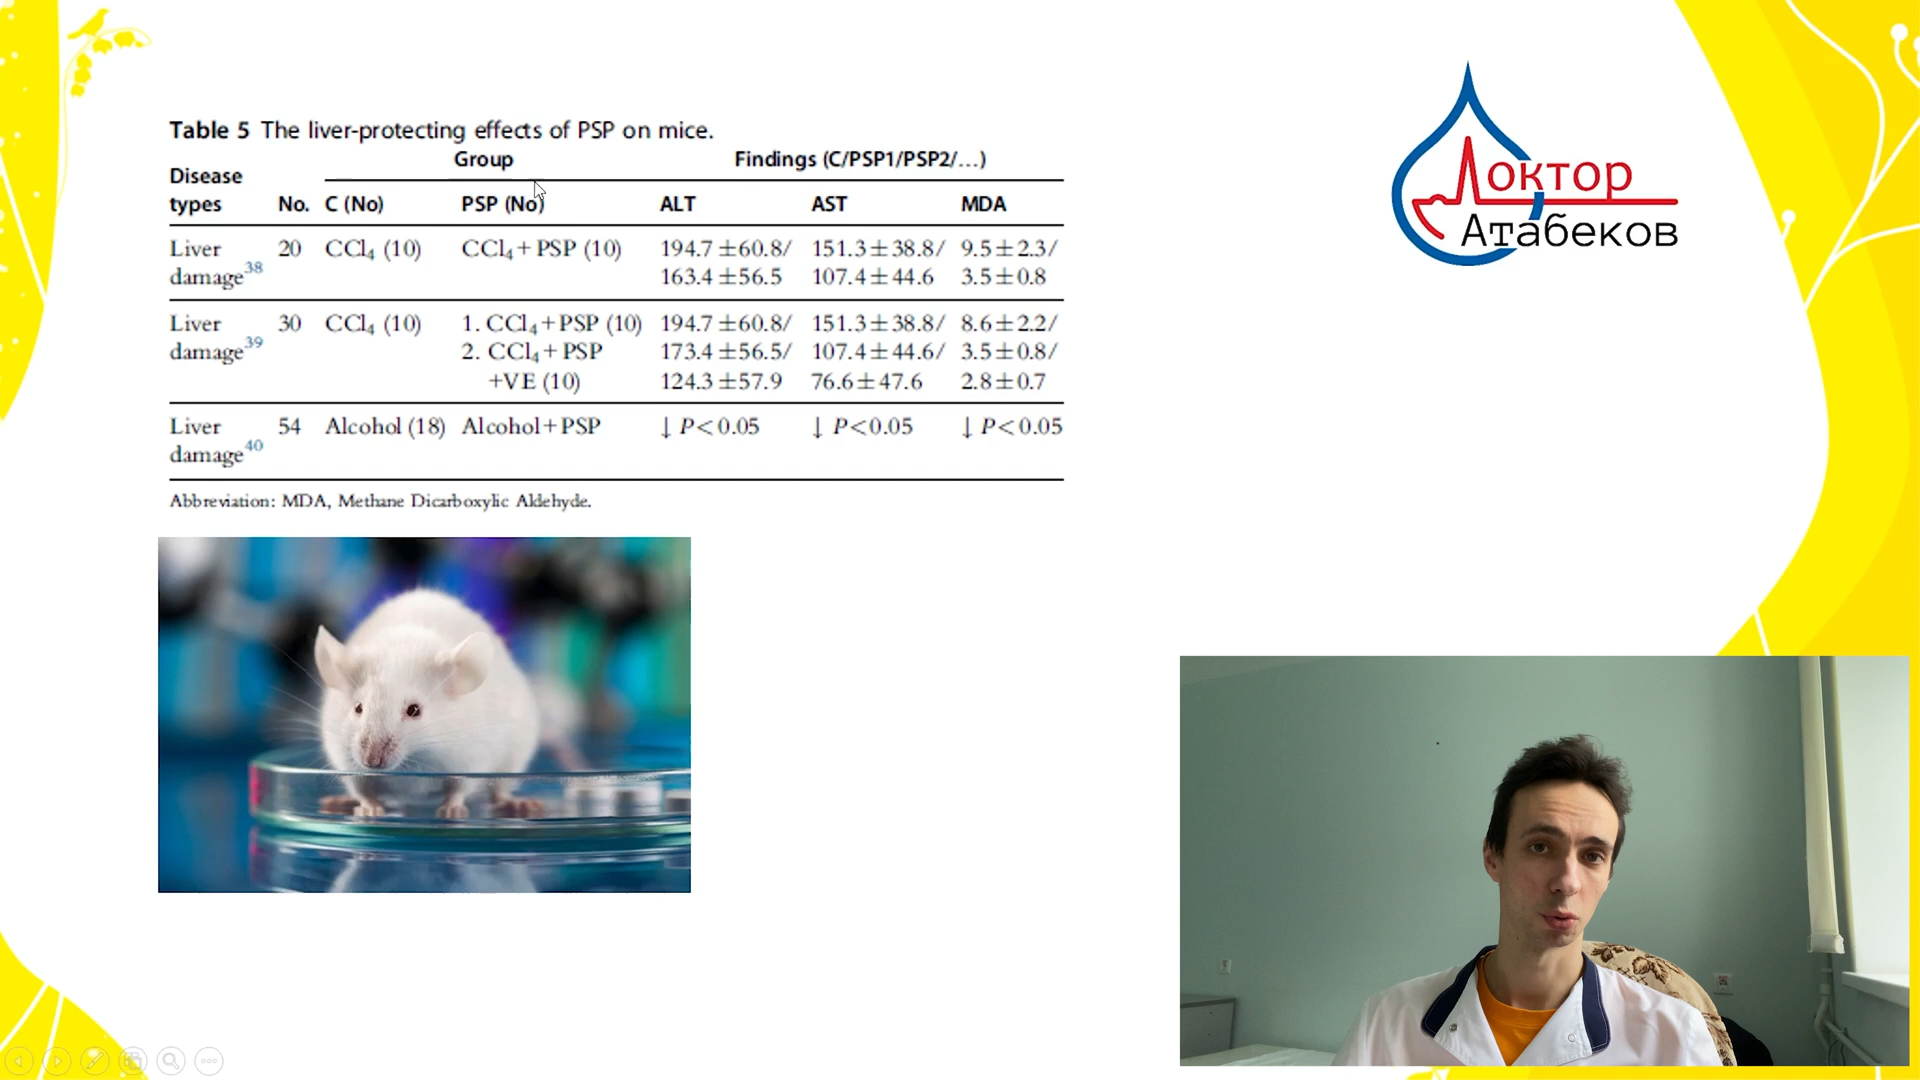 Table 5 The liver-protecting effects of PSP on mice.
Disease types No. Group Findings (C/PSP1/PSP2/…)
C (No) PSP (No) ALT AST MDA
Liver damage38 20 CCl4 (10) CCl4+PSP (10) 194.7±60.8/ 151.3±38.8/ 9.5±2.3/
163.4±56.5 107.4±44.6 3.5±0.8
Liver damage39 30 CCl4 (10) 1. CCl4+PSP (10) 194.7±60.8/ 151.3±38.8/ 8.6±2.2/
2. CCl4+PSP 173.4±56.5/ 107.4±44.6/ 3.5±0.8/
+VE (10) 124.3±57.9 76.6±47.6 2.8±0.7
Liver damage40 54 Alcohol (18) Alcohol+PSP ↓ P<0.05 ↓ P<0.05 ↓ P<0.05
Abbreviation: MDA, Methane Dicarboxylic Aldehyde.
Доктор
Атабеков